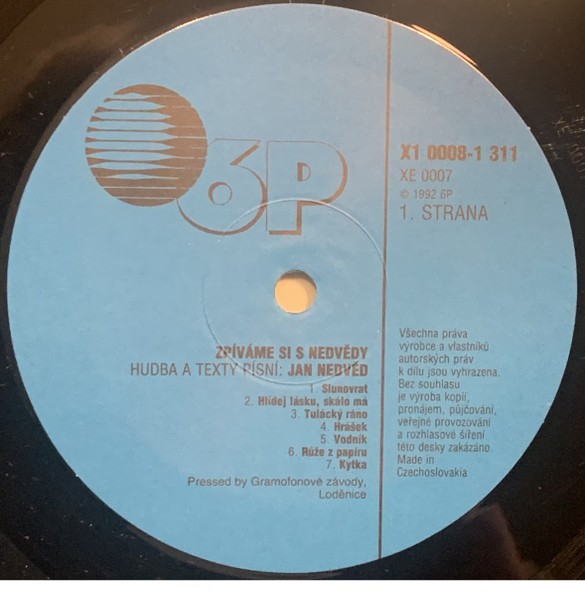 6P
X1 0008-1 311
XE 0007
© 1992 6P
1. STRANA
ZPÍVÁME SI S NEDVĚDY
HUDBA A TEXTY PÍSNÍ: JAN NEDVĚD
1. Slunovrat
2. Hlídej lásku, skálo má
3. Tulácký ráno
4. Hrášek
5. Vodník
6. Růže z papíru
7. Kytka
Pressed by Gramofonové závody,
Loděnice
Všechna práva
výrobce a vlastníků
autorských práv
k dílu jsou vyhrazena.
Bez souhlasu
je výroba kopií,
pronájem, půjčování,
veřejné provozování
a rozhlasové šíření
této desky zakázáno.
Made in
Czechoslovakia